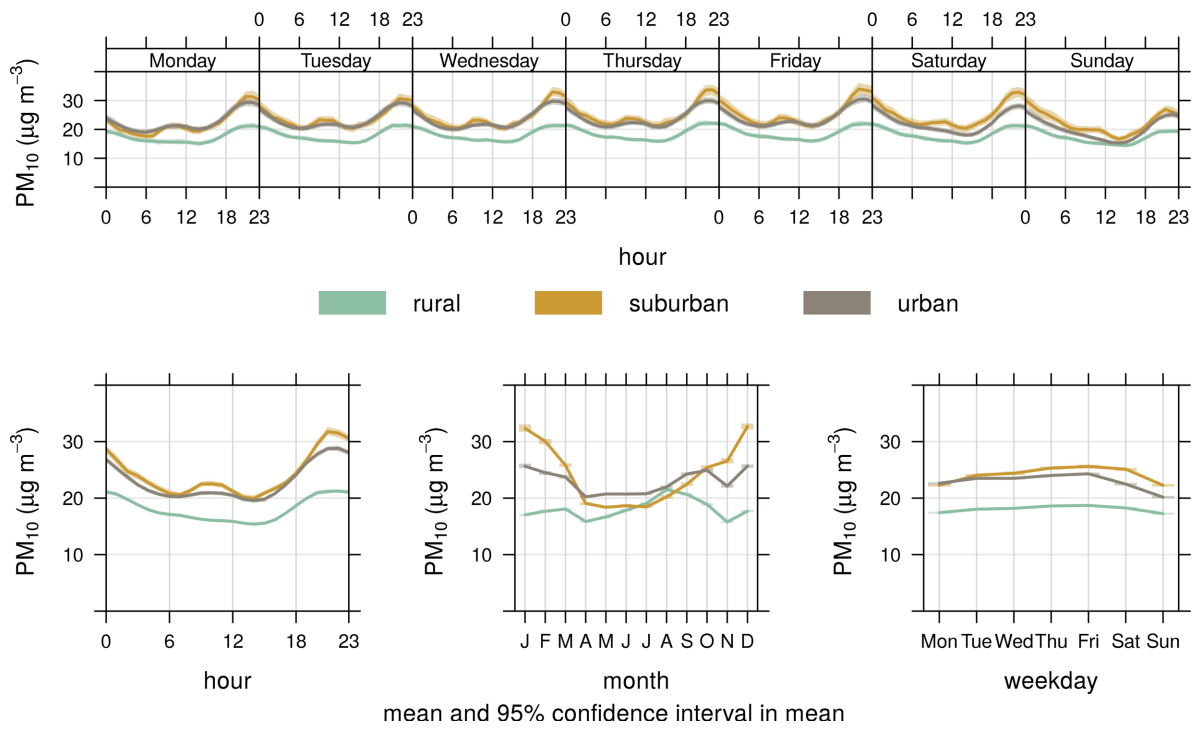 0 6 12 18 23 0 6 12 18 23 0 6 12 18 23
Monday Tuesday Wednesday Thursday Friday Saturday Sunday
PM10 (µg m−3)
30
20
10
0 6 12 18 23 0 6 12 18 23 0 6 12 18 23 0 6 12 18 23
hour
rural suburban urban
PM10 (µg m−3)
30
20
10
0 6 12 18 23
hour
PM10 (µg m−3)
30
20
10
J F M A M J J A S O N D
month
PM10 (µg m−3)
30
20
10
Mon Tue Wed Thu Fri Sat Sun
weekday
mean and 95% confidence interval in mean